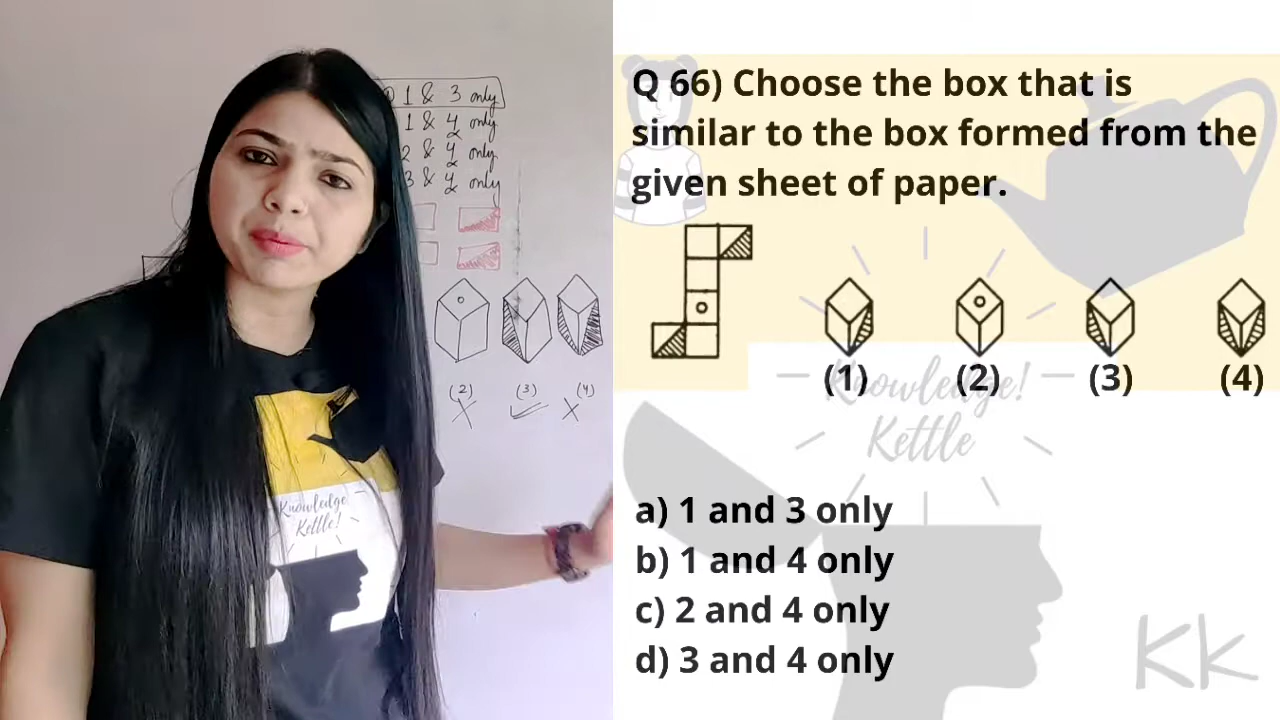 1 & 3 only
1 & 4 only
2 & 4 only
3 & 4 only
(2)
(3)
(4)
Knowledge
Kettle!
Q 66) Choose the box that is
similar to the box formed from the
given sheet of paper.
(1)
(2)
(3)
(4)
Knowledge!
Kettle
a) 1 and 3 only
b) 1 and 4 only
c) 2 and 4 only
d) 3 and 4 only
KK